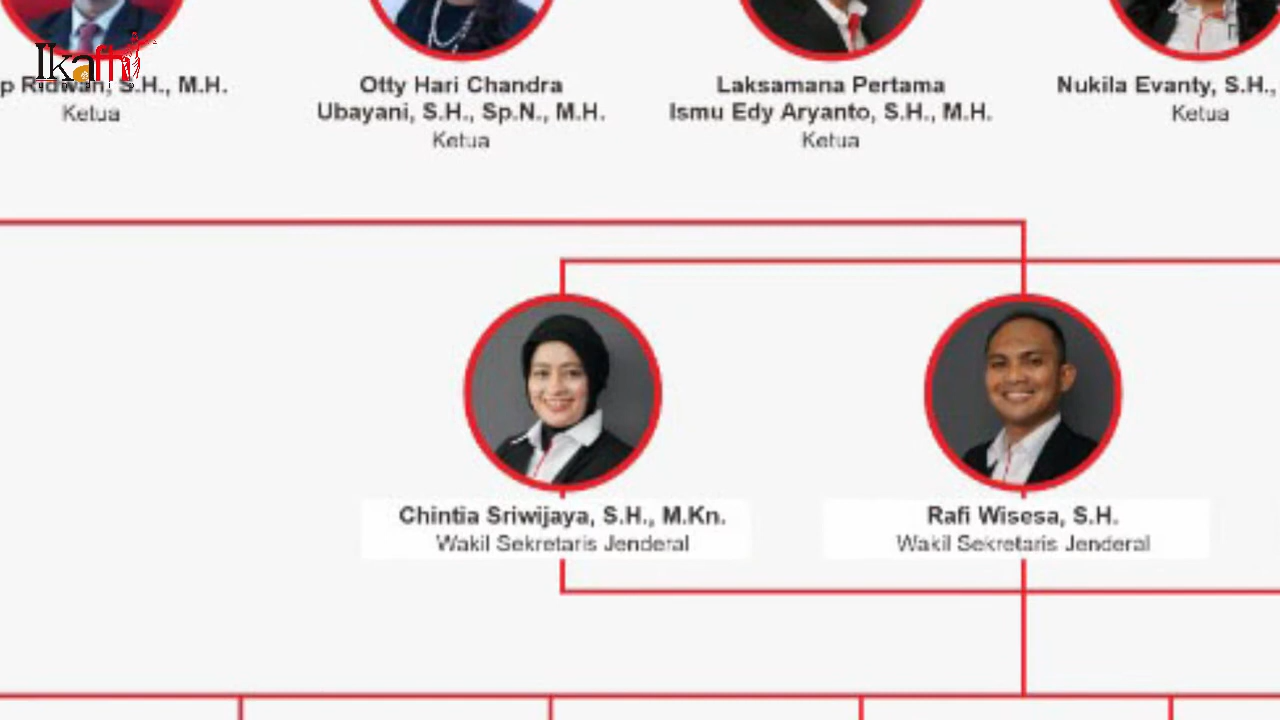 Ikafh
p Ridwan, S.H., M.H.
Ketua
Otty Hari Chandra
Ubayani, S.H., Sp.N., M.H.
Ketua
Laksamana Pertama
Ismu Edy Aryanto, S.H., M.H.
Ketua
Nukila Evanty, S.H.,
Ketua
Chintia Sriwijaya, S.H., M.Kn.
Wakil Sekretaris Jenderal
Rafi Wisesa, S.H.
Wakil Sekretaris Jenderal